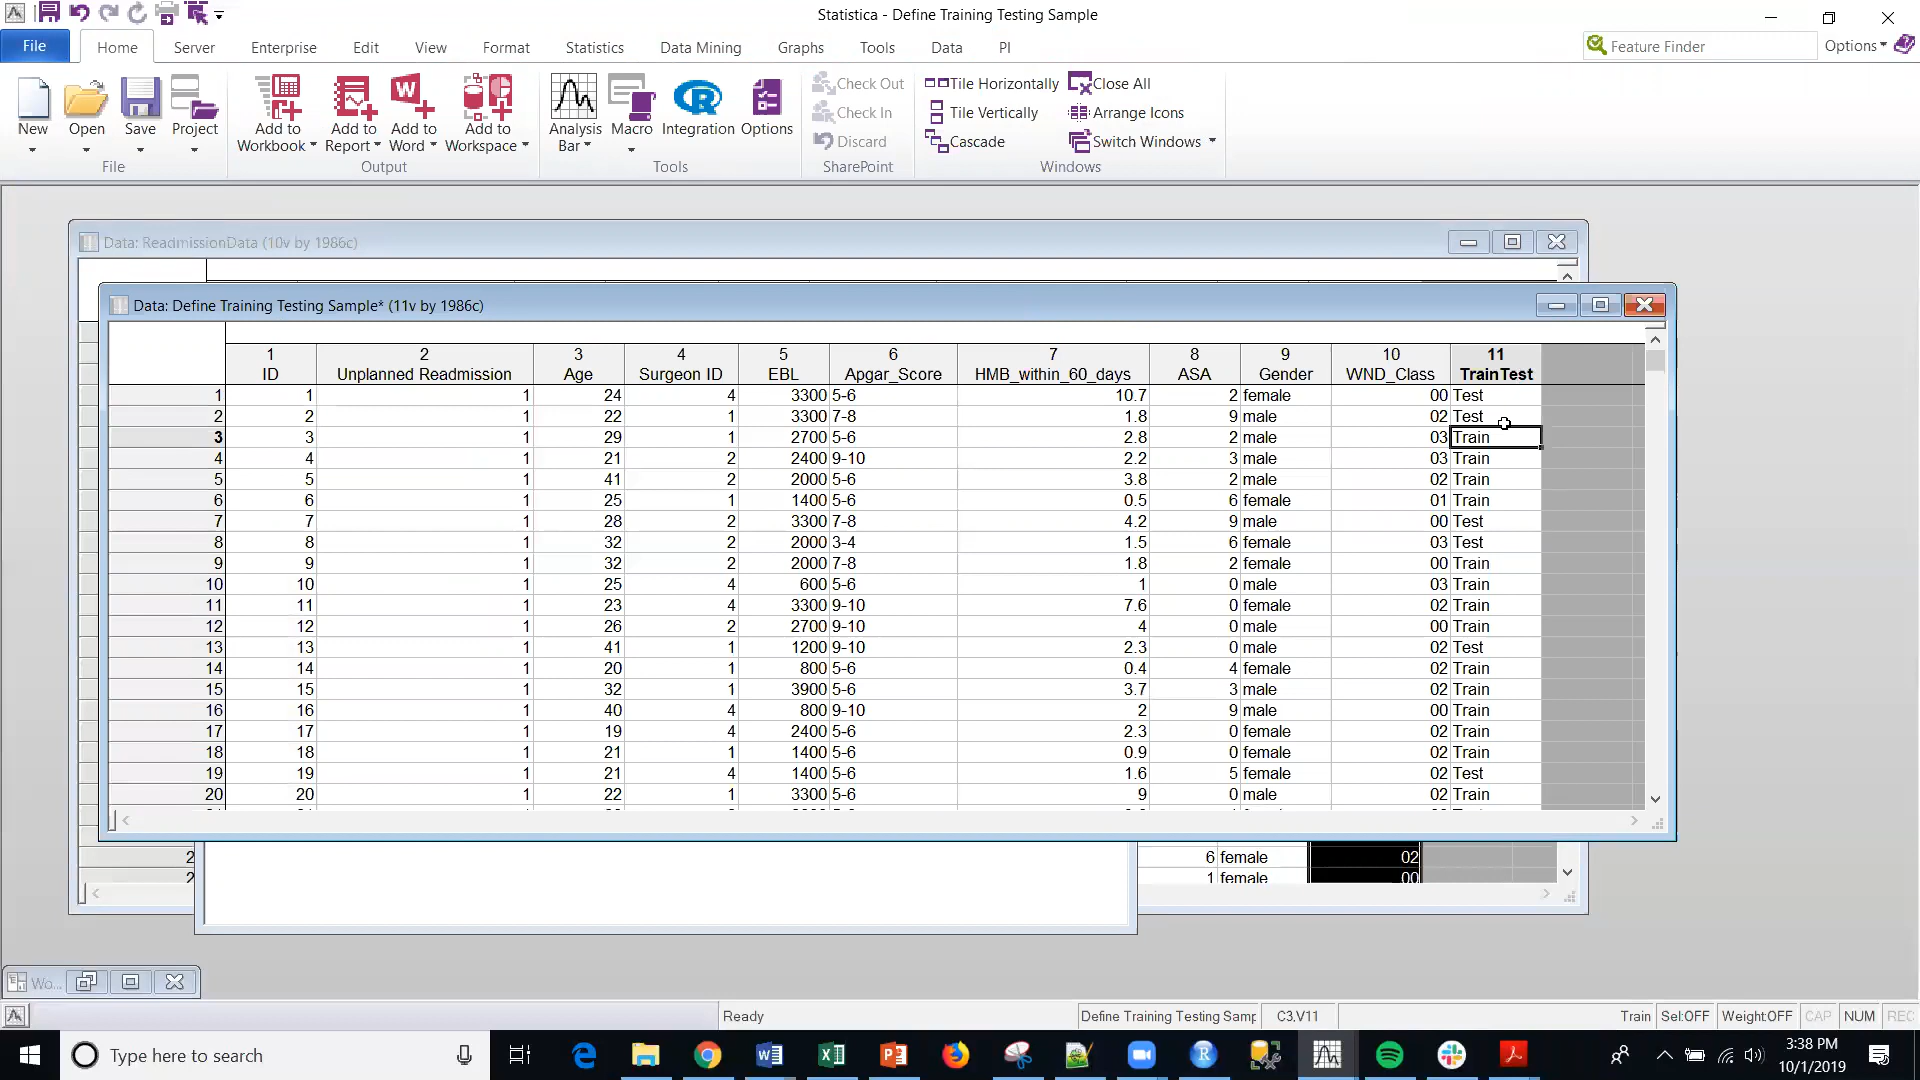 Statistica - Define Training Testing Sample
File Home Server Enterprise Edit View Format Statistics Data Mining Graphs Tools Data PI Feature Finder Options
New Open Save Project Add to Workbook Add to Report Add to Word Add to Workspace Analysis Bar Macro Integration Options
Check Out Tile Horizontally Close All
Check In Tile Vertically Arrange Icons
Discard Cascade Switch Windows
File Output Tools SharePoint Windows
Data: ReadmissionData (10v by 1986c)
Data: Define Training Testing Sample* (11v by 1986c)
1 2 3 4 5 6 7 8 9 10 11
ID Unplanned Readmission Age Surgeon ID EBL Apgar_Score HMB_within_60_days ASA Gender WND_Class TrainTest
1 1 1 24 4 3300 5-6 10.7 2 female 00 Test
2 2 1 22 1 3300 7-8 1.8 9 male 02 Test
3 3 1 29 1 2700 5-6 2.8 2 male 03 Train
4 4 1 21 2 2400 9-10 2.2 3 male 03 Train
5 5 1 41 2 2000 5-6 3.8 2 male 02 Train
6 6 1 25 1 1400 5-6 0.5 6 female 01 Train
7 7 1 28 2 3300 7-8 4.2 9 male 00 Test
8 8 1 32 2 2000 3-4 1.5 6 female 03 Test
9 9 1 32 2 2000 7-8 1.8 2 female 00 Train
10 10 1 25 4 600 5-6 1 0 male 03 Train
11 11 1 23 4 3300 9-10 7.6 0 female 02 Train
12 12 1 26 2 2700 9-10 4 0 male 00 Train
13 13 1 41 1 1200 9-10 2.3 0 male 02 Test
14 14 1 20 1 800 5-6 0.4 4 female 02 Train
15 15 1 32 1 3900 5-6 3.7 3 male 02 Train
16 16 1 40 4 800 9-10 2 9 male 00 Train
17 17 1 19 4 2400 5-6 2.3 0 female 02 Train
18 18 1 21 1 1400 5-6 0.9 0 female 02 Train
19 19 1 21 4 1400 5-6 1.6 5 female 02 Test
20 20 1 22 1 3300 5-6 9 0 male 02 Train
2 6 female 02
2 1 female 00
Wo...
Ready Define Training Testing Samp C3,V11 Train Sel:OFF Weight:OFF CAP NUM REC
Type here to search
3:38 PM
10/1/2019